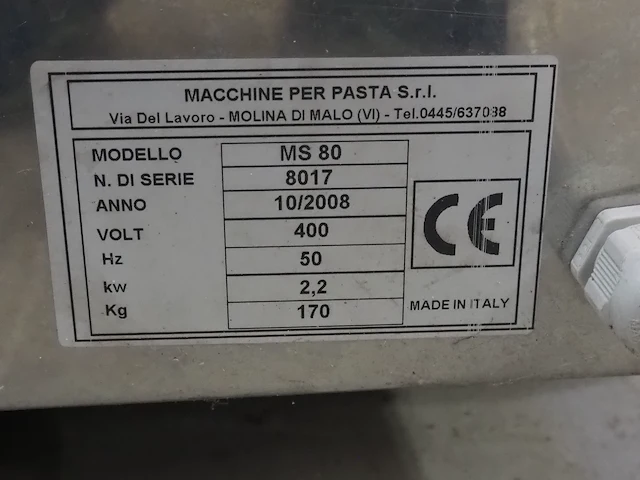 MACCHINE PER PASTA S.r.l.
Via Del Lavoro - MOLINA DI MALO (VI) - Tel.0445/637088
MODELLO MS 80
N. DI SERIE 8017
ANNO 10/2008
VOLT 400
Hz 50
kw 2,2
Kg 170
CE
MADE IN ITALY